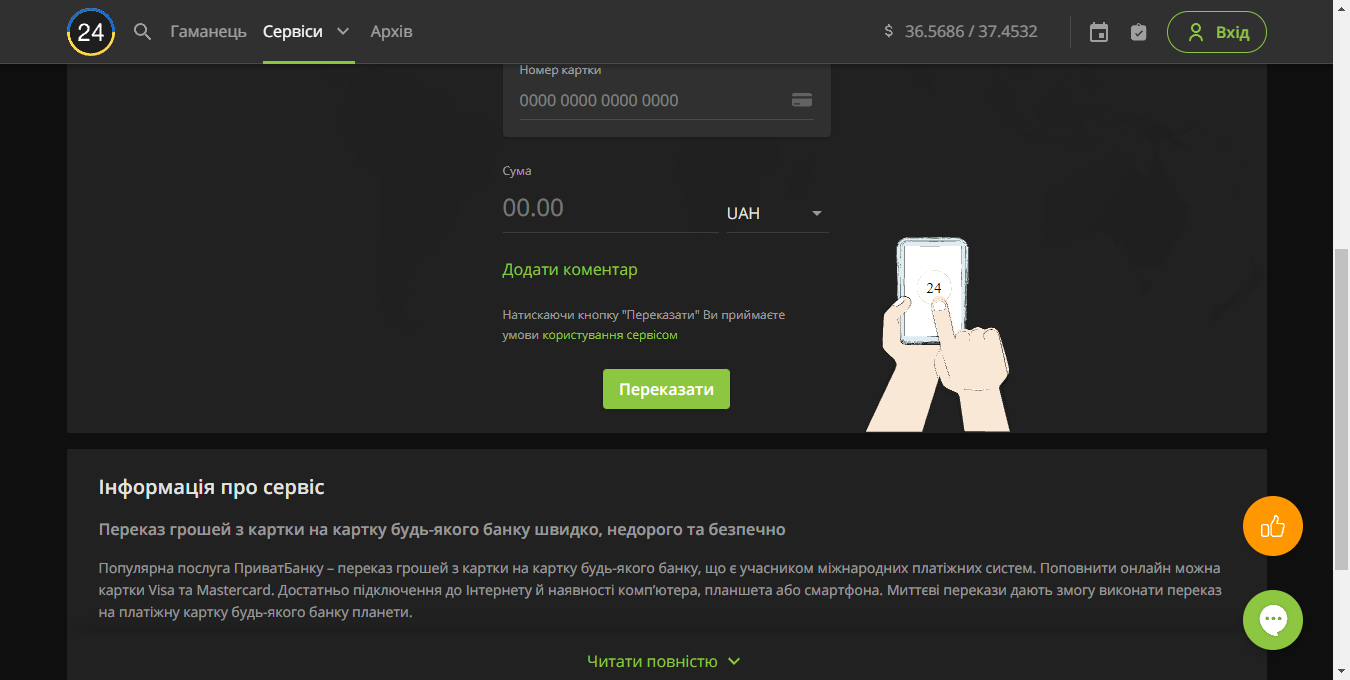 24 Гаманець Сервіси Архів $ 36.5686 / 37.4532 Вхід
Номер картки
0000 0000 0000 0000
Сума
00.00 UAH
Додати коментар
24
Натискаючи кнопку "Переказати" Ви приймаєте
умови користування сервісом
Переказати
Інформація про сервіс
Переказ грошей з картки на картку будь-якого банку швидко, недорого та безпечно
Популярна послуга ПриватБанку – переказ грошей з картки на картку будь-якого банку, що є учасником міжнародних платіжних систем. Поповнити онлайн можна
картки Visa та Mastercard. Достатньо підключення до Інтернету й наявності комп’ютера, планшета або смартфона. Миттєві перекази дають змогу виконати переказ
на платіжну картку будь-якого банку планети.
Читати повністю